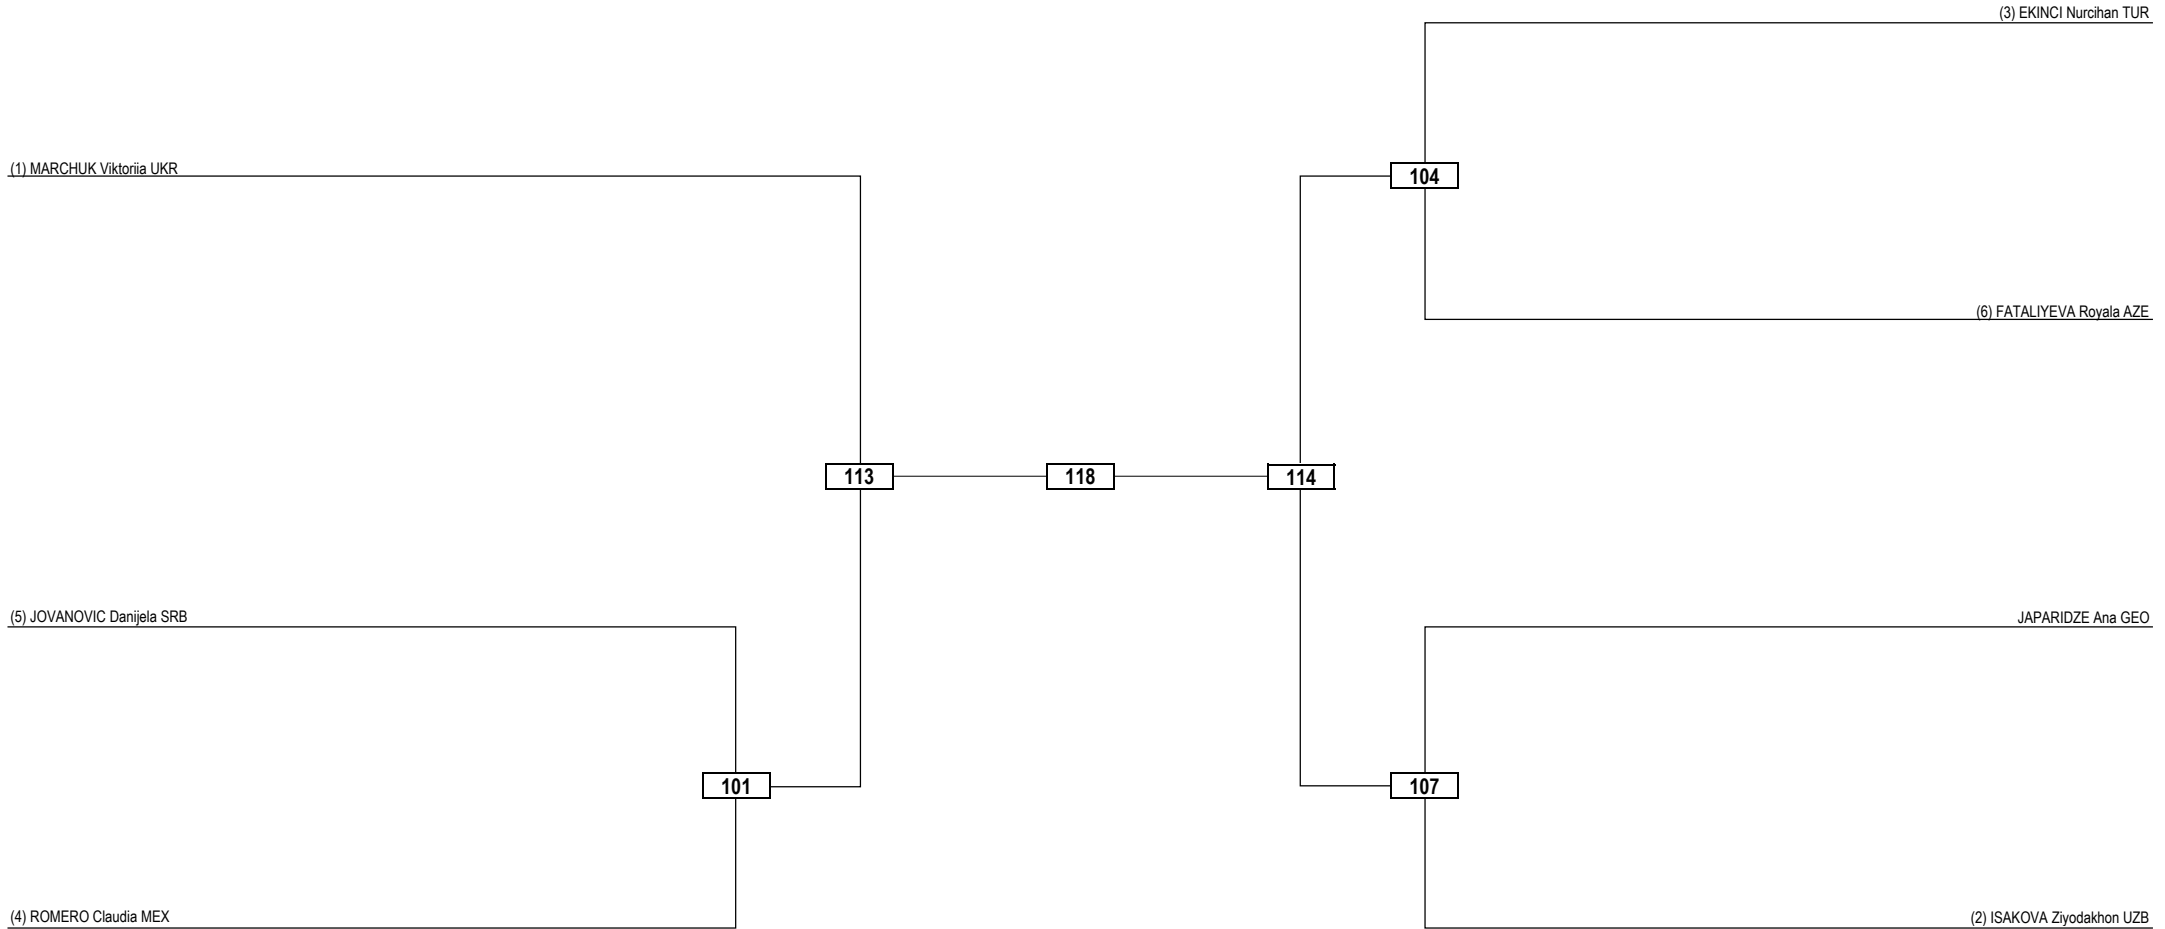 (3) EKINCI Nurcihan TUR
(1) MARCHUK Viktoriia UKR
104
(6) FATALIYEVA Royala AZE
113
118
114
(5) JOVANOVIC Danijela SRB
JAPARIDZE Ana GEO
101
107
(4) ROMERO Claudia MEX
(2) ISAKOVA Ziyodakhon UZB